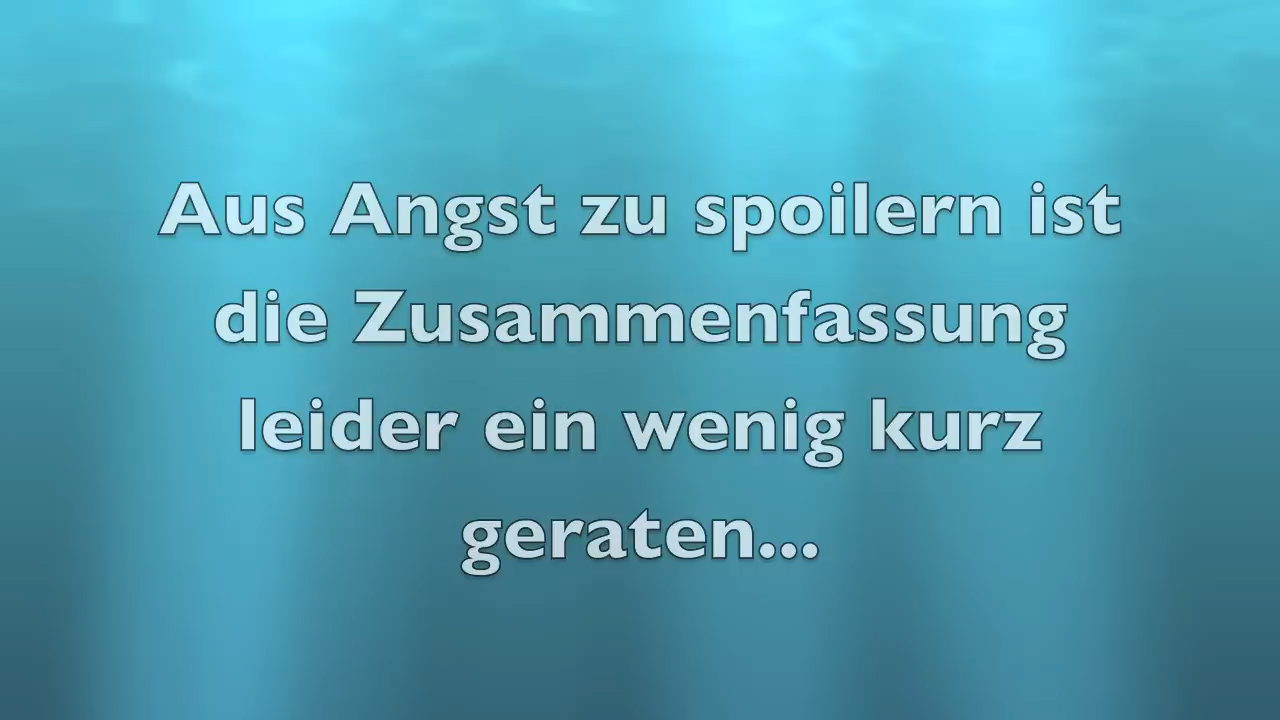 Aus Angst zu spoilern ist
die Zusammenfassung
leider ein wenig kurz
geraten...